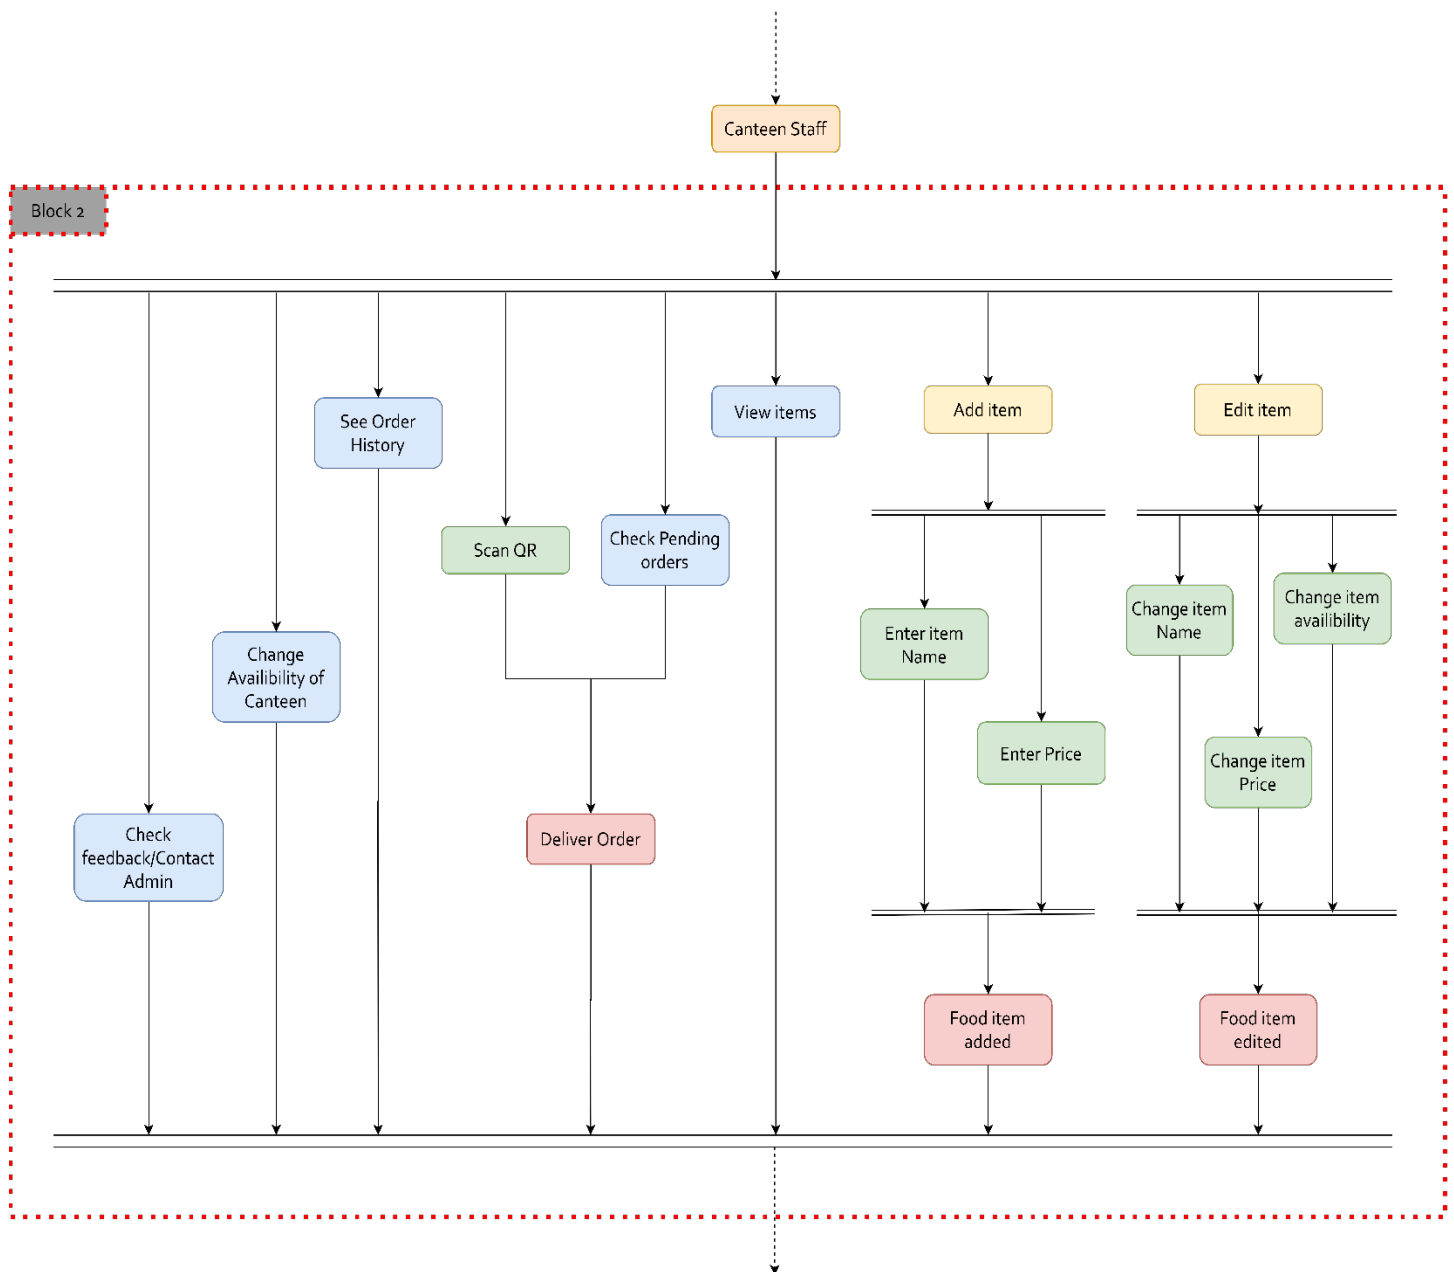 Canteen Staff
Block 2
See Order
History
View items
Add item
Edit item
Scan QR
Check Pending
orders
Change item
Name
Change item
availibility
Enter item
Name
Change
Availibility of
Canteen
Enter Price
Change item
Price
Check
feedback/Contact
Admin
Deliver Order
Food item
added
Food item
edited